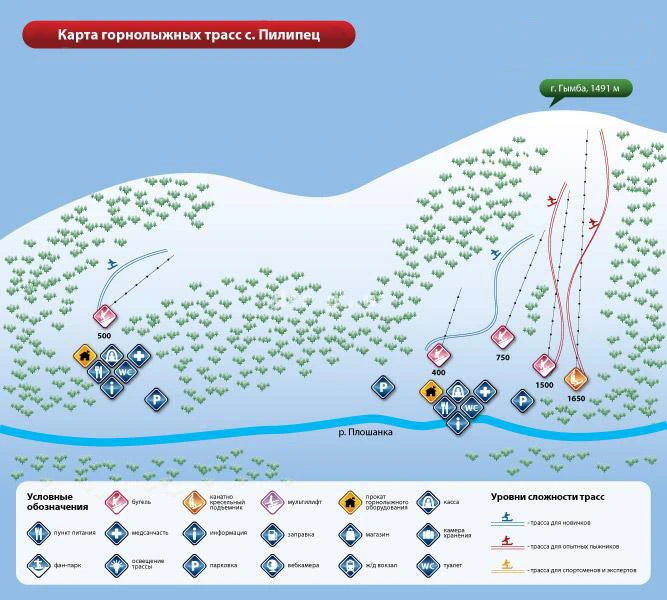 Карта горнолыжных трасс с. Пилипец
г. Гымба, 1491 м
500
400
750
1500
1650
WC
P
P
WC
P
р. Плошанка
Условные
обозначения
бугель
канатно
кресельный
подъемник
мультилифт
прокат
горнолыжного
оборудования
касса
пункт питания
медсанчасть
информация
заправка
магазин
камера
хранения
фан-парк
освещение
трассы
P
парковка
вебкамера
ж/д вокзал
WC
туалет
Уровни сложности трасс
- трасса для новичков
- трасса для опытных лыжников
- трасса для спортсменов и экспертов